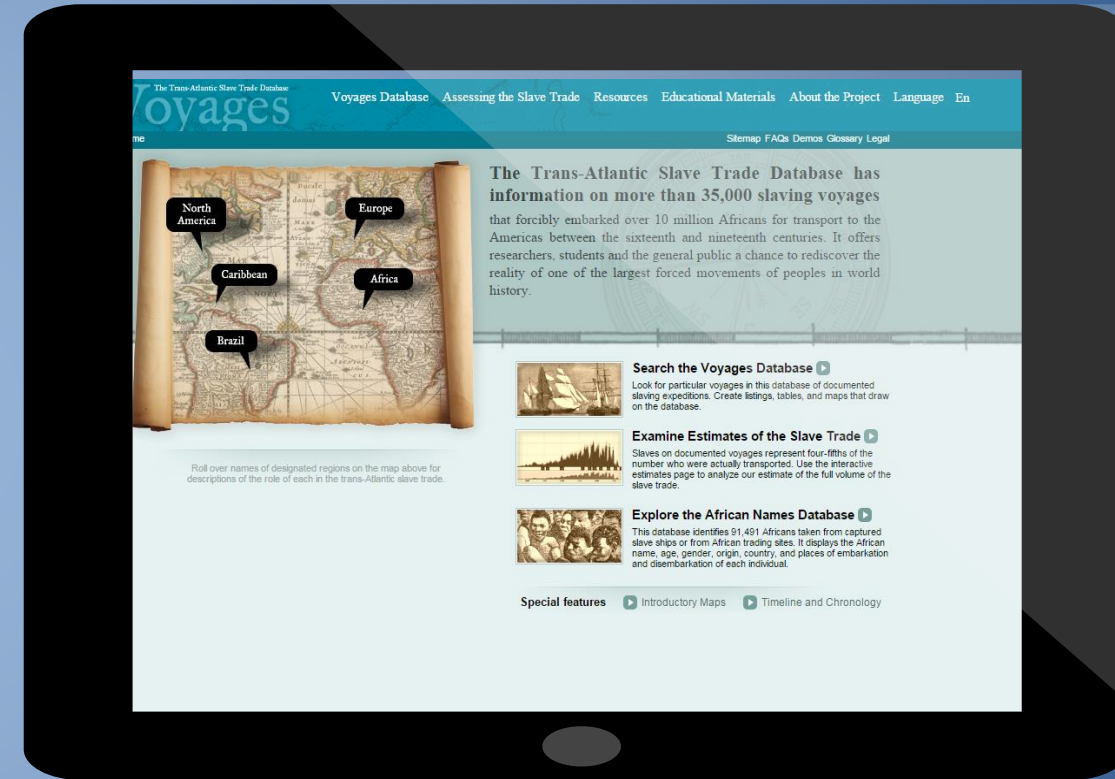 The Trans-Atlantic Slave Trade Database
Voyages
Voyages Database Assessing the Slave Trade Resources Educational Materials About the Project Language En
me
Sitemap FAQs Demos Glossary Legal
North
America
Europe
Caribbean
Africa
Brazil
Roll over names of designated regions on the map above for
descriptions of the role of each in the trans-Atlantic slave trade.
The Trans-Atlantic Slave Trade Database has
information on more than 35,000 slaving voyages
that forcibly embarked over 10 million Africans for transport to the
Americas between the sixteenth and nineteenth centuries. It offers
researchers, students and the general public a chance to rediscover the
reality of one of the largest forced movements of peoples in world
history.
Search the Voyages Database
Look for particular voyages in this database of documented
slaving expeditions. Create listings, tables, and maps that draw
on the database.
Examine Estimates of the Slave Trade
Slaves on documented voyages represent four-fifths of the
number who were actually transported. Use the interactive
estimates page to analyze our estimate of the full volume of the
slave trade.
Explore the African Names Database
This database identifies 91,491 Africans taken from captured
slave ships or from African trading sites. It displays the African
name, age, gender, origin, country, and places of embarkation
and disembarkation of each individual.
Special features Introductory Maps Timeline and Chronology